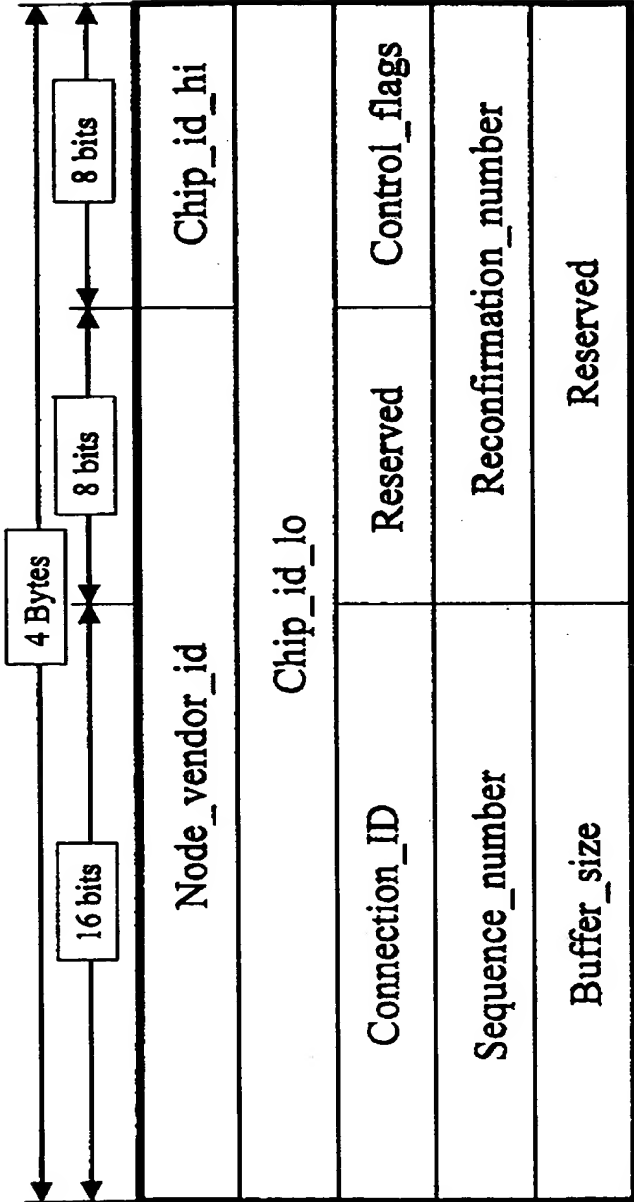 4 Bytes
16 bits
8 bits
8 bits
Node_vendor_id
Chip_id_hi
Chip_id_lo
Connection_ID
Reserved
Control_flags
Sequence_number
Reconfirmation_number
Buffer_size
Reserved